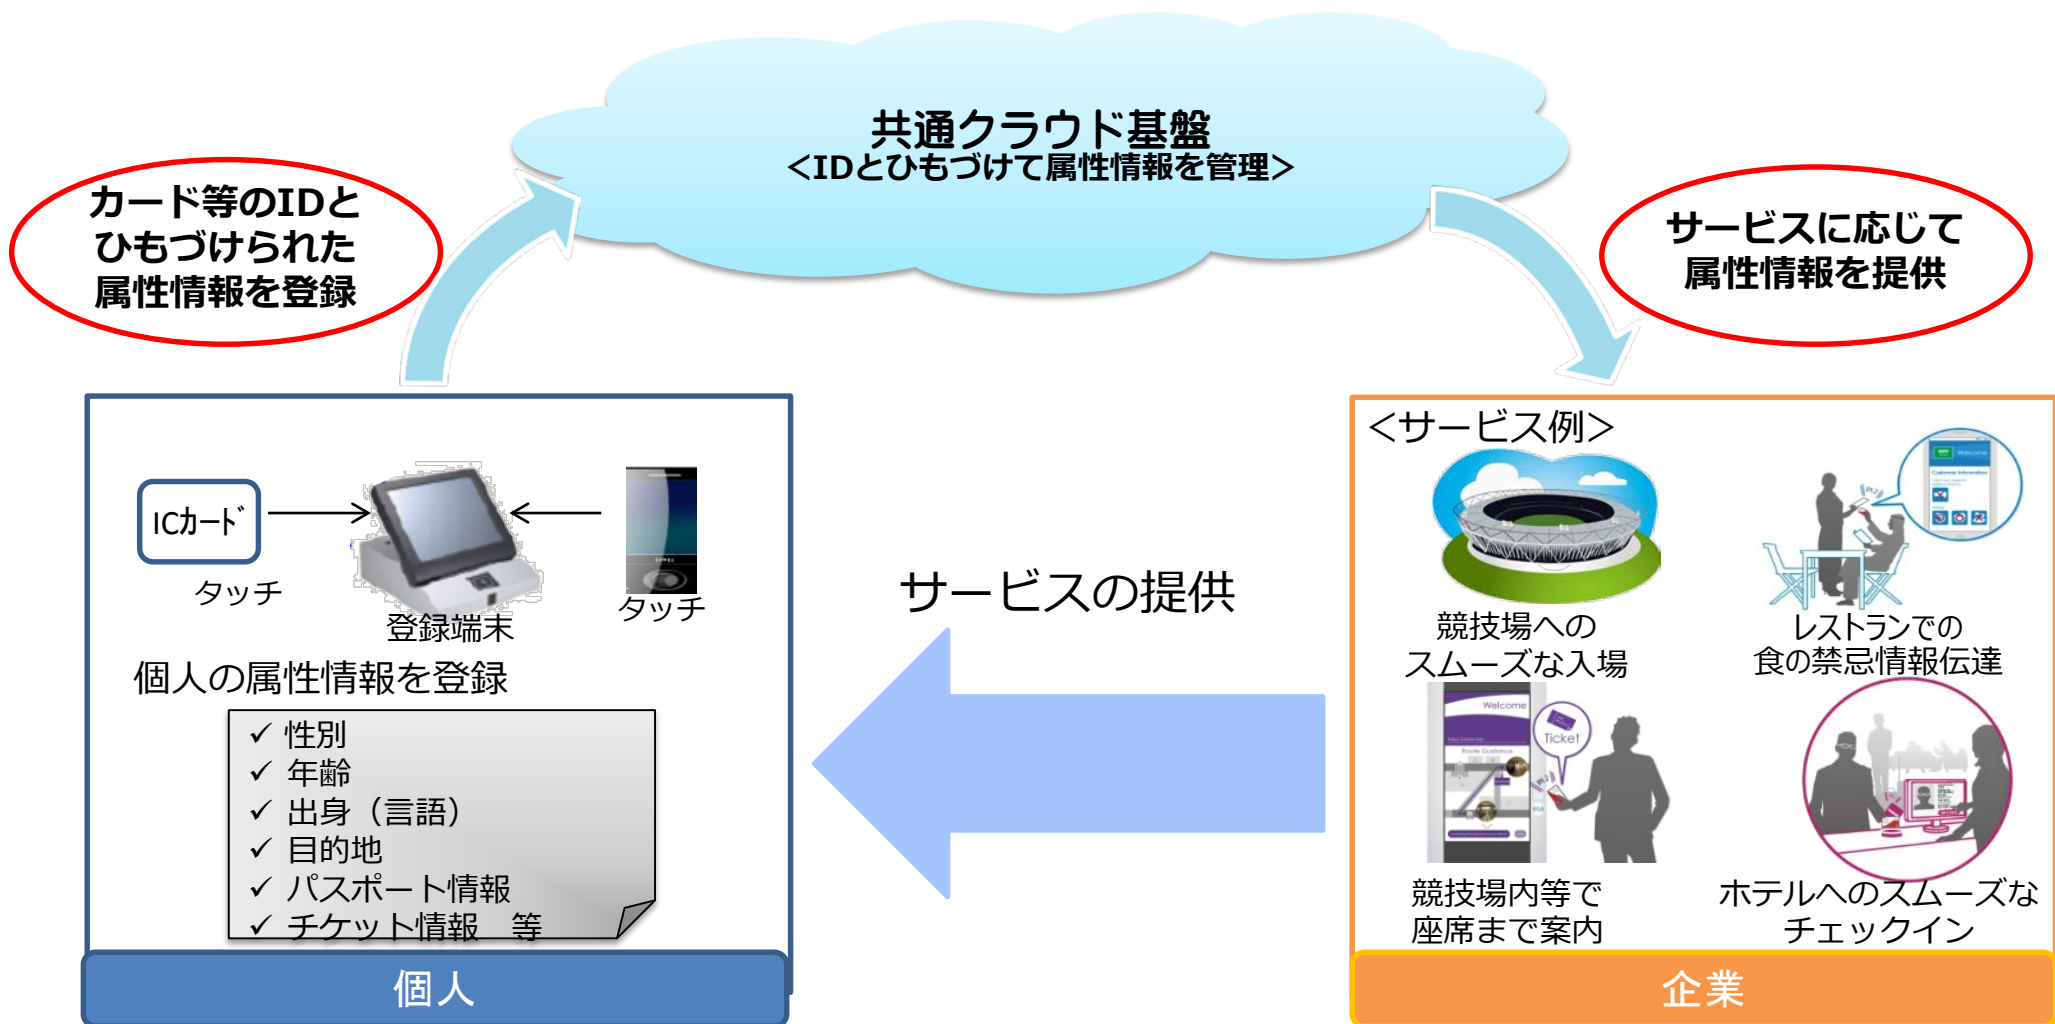 共通クラウド基盤
＜IDとひもづけて属性情報を管理＞
カード等のIDと
ひもづけられた
属性情報を登録
サービスに応じて
属性情報を提供
ICカード
タッチ
登録端末
タッチ
個人の属性情報を登録
✓ 性別
✓ 年齢
✓ 出身（言語）
✓ 目的地
✓ パスポート情報
✓ チケット情報　等
個人
サービスの提供
＜サービス例＞
競技場への
スムーズな入場
Welcome
Customer Information
レストランでの
食の禁忌情報伝達
Welcome
Route Guidance
Ticket
競技場内等で
座席まで案内
ホテルへのスムーズな
チェックイン
企業